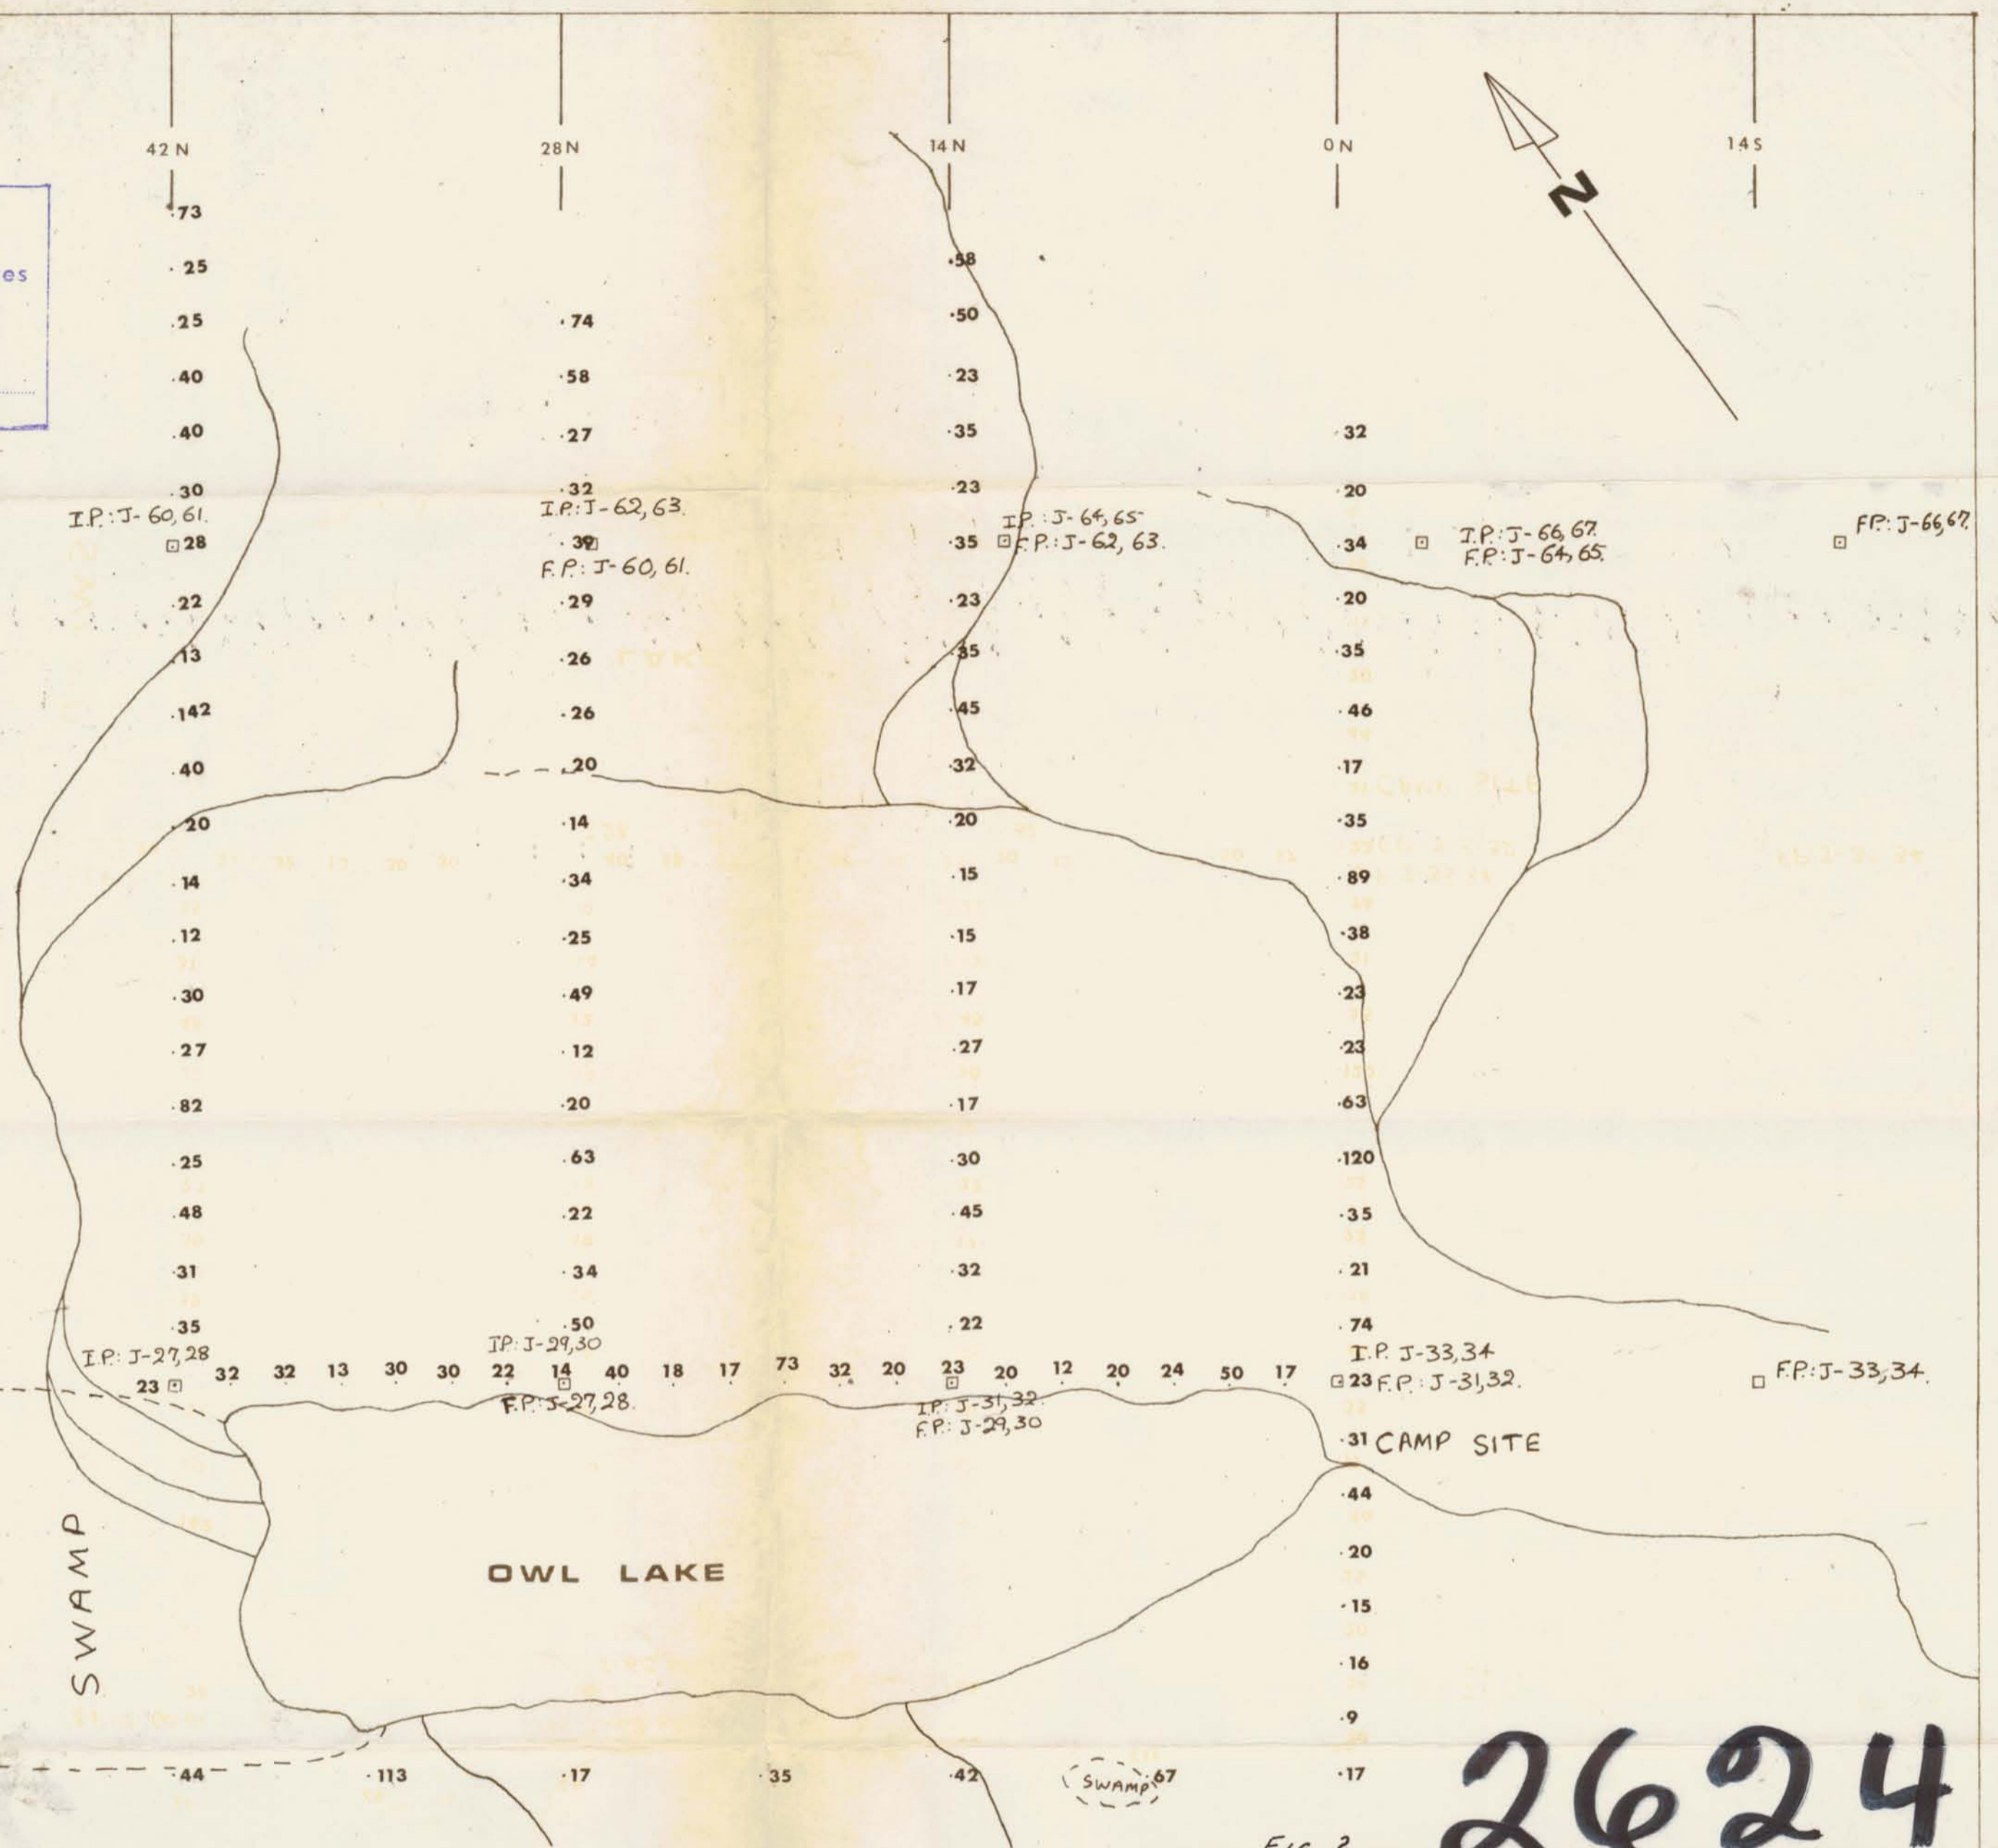 42 N 28 N 14 N 0 N 14 S
N
.73
es
.25
.58
.25 .74 .50
.40 .58 .23
.40 .27 .35 .32
.30 .32 .23 .20
I.P.: J-60,61. I.P.: J-62,63. I.P.: J-64,65 I.P.: J-66,67. F.P.: J-66,67.
28 .39 .35 F.P.: J-62,63. .34 F.P.: J-64,65.
F.P.: J-60,61.
.22 .29 .23 .20
.13 .26 .35 .35
.142 .26 .45 .46
.40 .20 .32 .17
.20 .14 .20 .35
.14 .34 .15 .89
.12 .25 .15 .38
.30 .49 .17 .23
.27 .12 .27 .23
.82 .20 .17 .63
.25 .63 .30 .120
.48 .22 .45 .35
.31 .34 .32 .21
.35 .50 .22 .74
I.P.: J-27,28 I.P.: J-29,30 I.P. J-33,34
23 32 32 13 30 30 22 14 40 18 17 73 32 20 23 20 12 20 24 50 17 23 F.P.: J-31,32. F.P.: J-33,34.
F.P.: J-27,28. I.P.: J-31,32.
F.P.: J-29,30
.31 CAMP SITE
.44
.20
OWL LAKE
SWAMP
.15
.16
.9
.44 .113 .17 .35 .42 SWAMP .67 .17
2624
FIG. 2